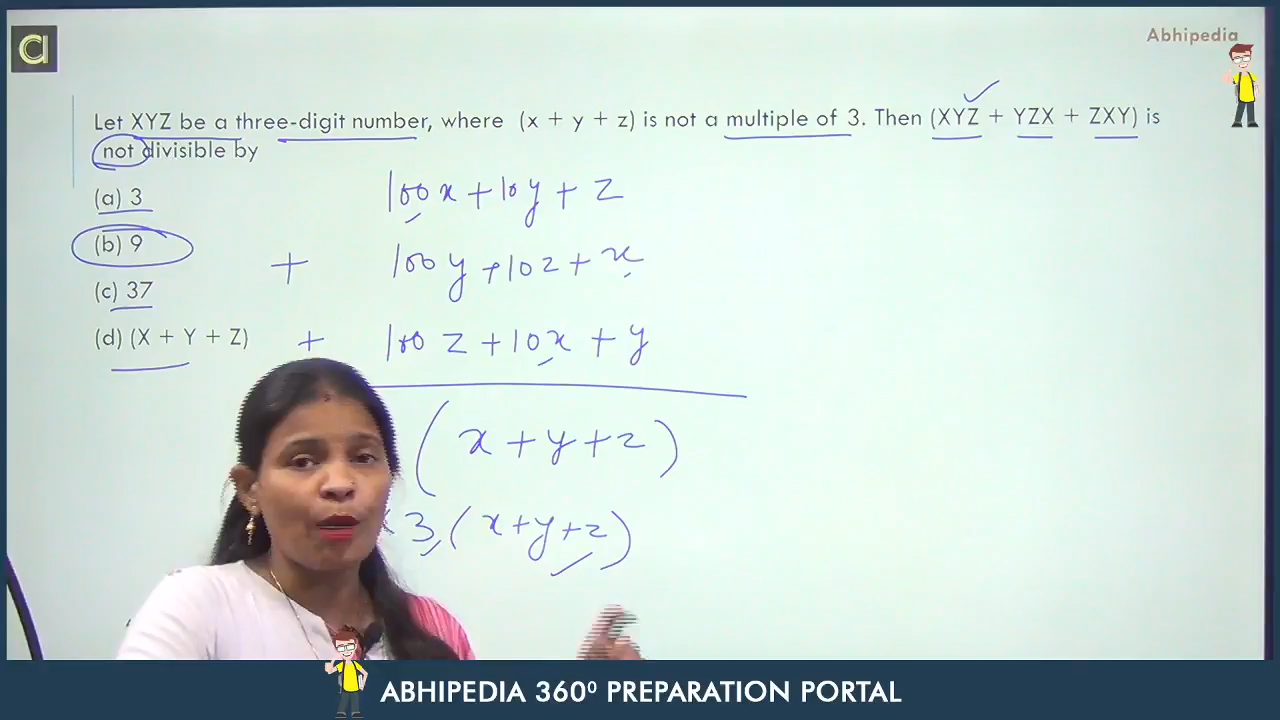 Abhipedia
Let XYZ be a three-digit number, where (x + y + z) is not a multiple of 3. Then (XYZ + YZX + ZXY) is
not divisible by
(a) 3
(b) 9
(c) 37
(d) (X + Y + Z)
100x + 10y + z
+ 100y + 10z + x
+ 100z + 10x + y
(x + y + z)
3 (x + y + z)
ABHIPEDIA 360⁰ PREPARATION PORTAL